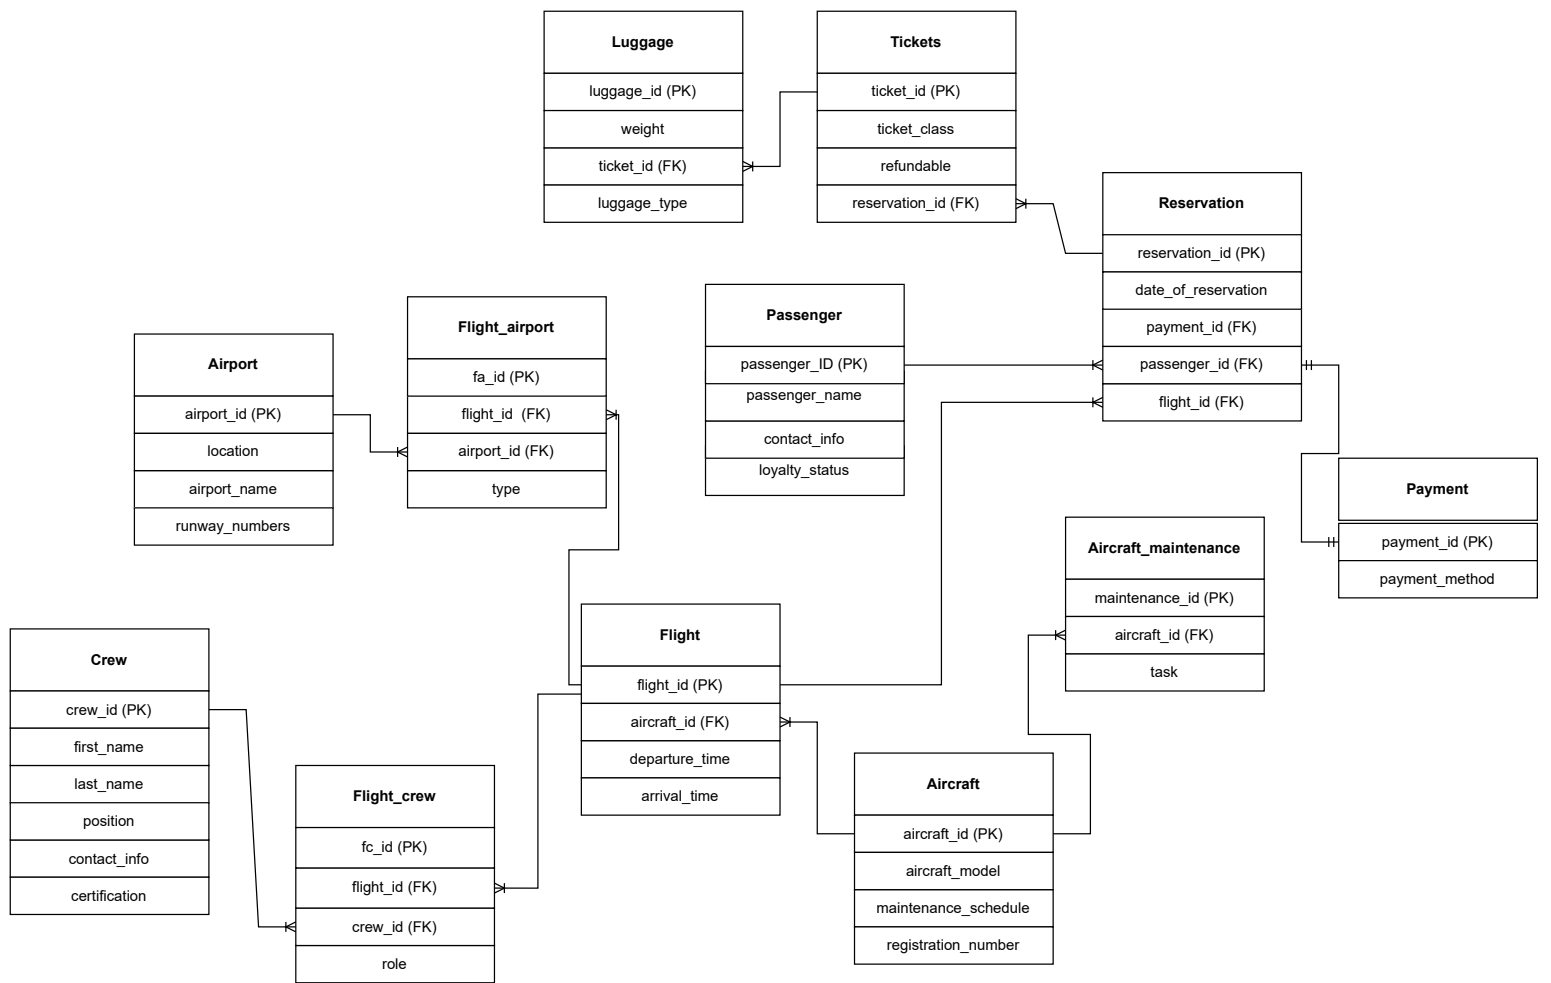 Luggage
luggage_id (PK)
weight
ticket_id (FK)
luggage_type
Tickets
ticket_id (PK)
ticket_class
refundable
reservation_id (FK)
Reservation
reservation_id (PK)
date_of_reservation
payment_id (FK)
passenger_id (FK)
flight_id (FK)
Passenger
passenger_ID (PK)
passenger_name
contact_info
loyalty_status
Flight_airport
fa_id (PK)
flight_id  (FK)
airport_id (FK)
type
Airport
airport_id (PK)
location
airport_name
runway_numbers
Payment
payment_id (PK)
payment_method
Aircraft_maintenance
maintenance_id (PK)
aircraft_id (FK)
task
Flight
flight_id (PK)
aircraft_id (FK)
departure_time
arrival_time
Crew
crew_id (PK)
first_name
last_name
position
contact_info
certification
Flight_crew
fc_id (PK)
flight_id (FK)
crew_id (FK)
role
Aircraft
aircraft_id (PK)
aircraft_model
maintenance_schedule
registration_number